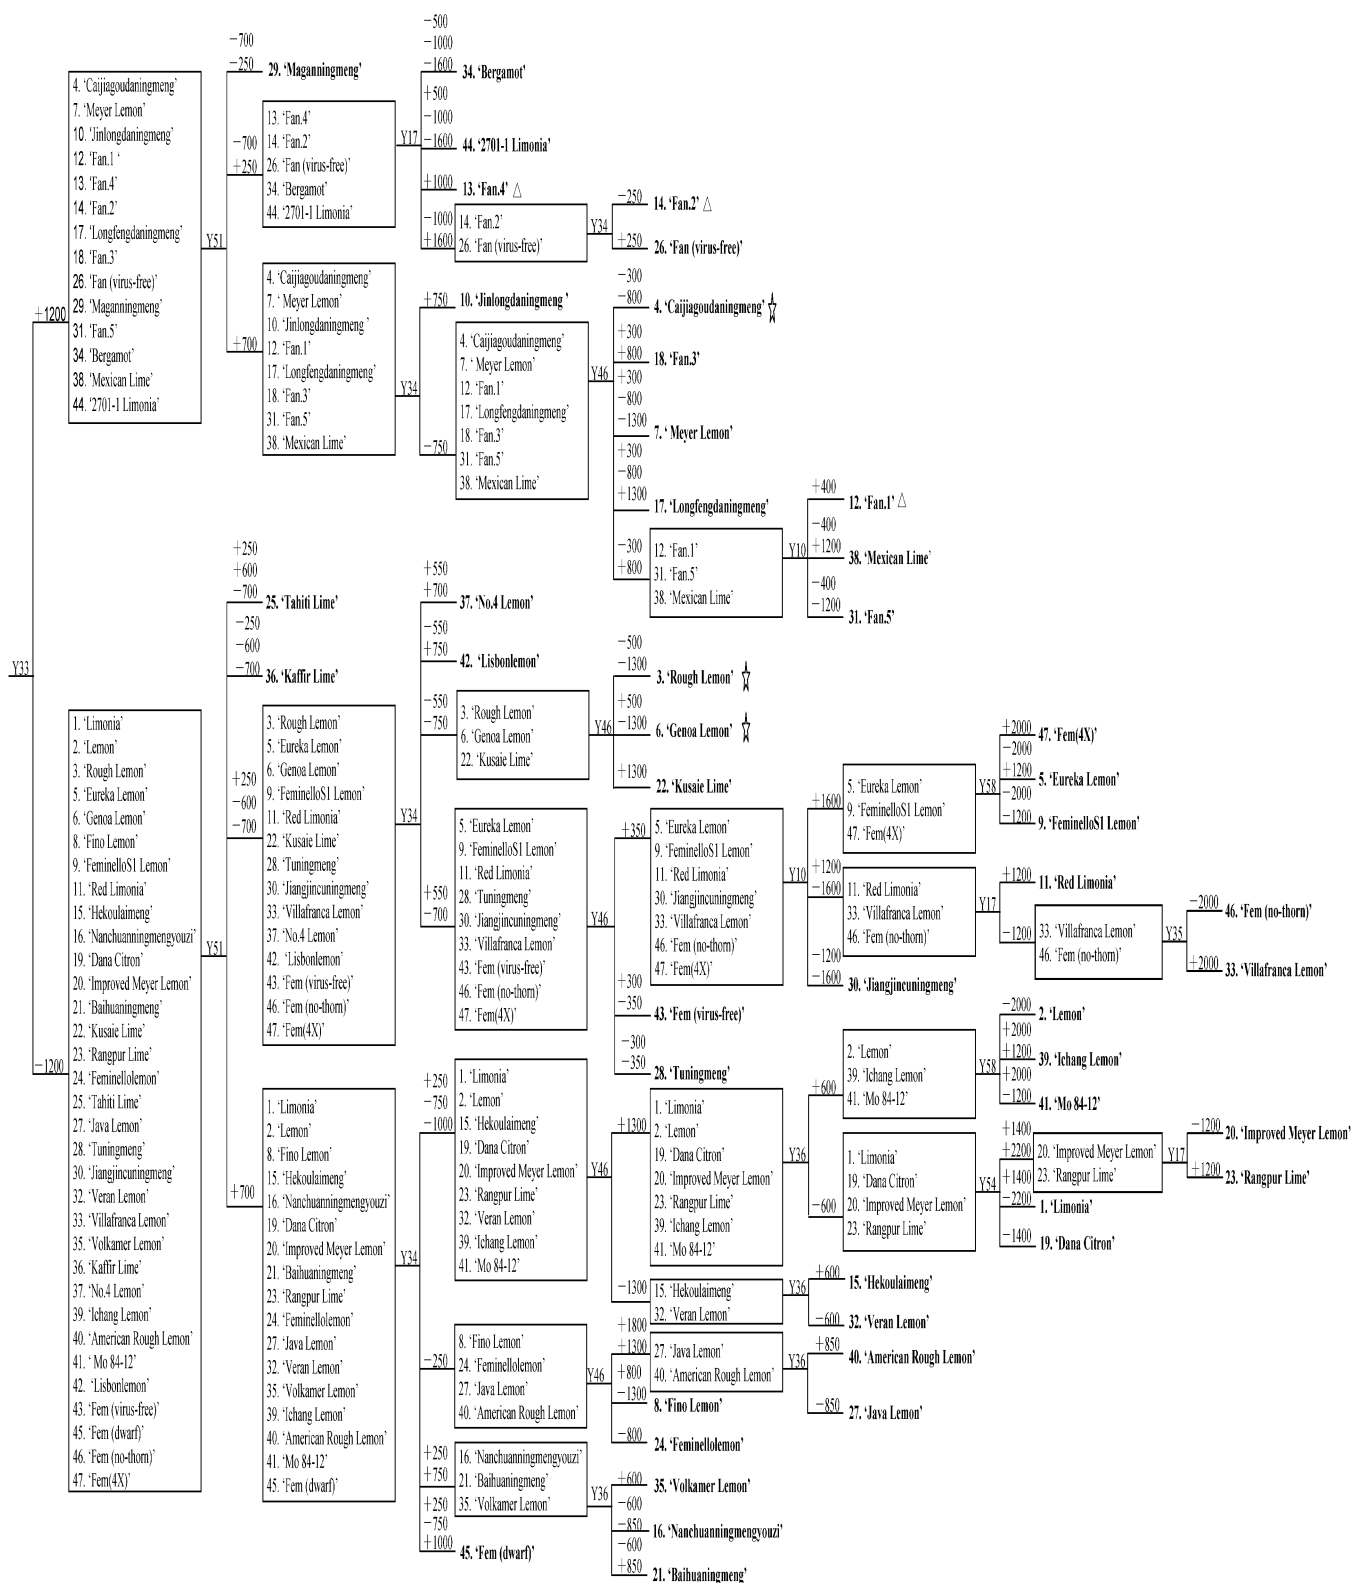 Y33
+1200
4. ‘Caijiagoudaningmeng’
7. ‘Meyer Lemon’
10. ‘Jinlongdaningmeng’
12. ‘Fan.1 ‘
13. ‘Fan.4’
14. ‘Fan.2’
17. ‘Longfengdaningmeng’
18. ‘Fan.3’
26. ‘Fan (virus-free)’
29. ‘Maganningmeng’
31. ‘Fan.5’
34. ‘Bergamot’
38. ‘Mexican Lime’
44. ‘2701-1 Limonia’
Y51
−700
−250
29. ‘Maganningmeng’
−700
+250
13. ‘Fan.4’
14. ‘Fan.2’
26. ‘Fan (virus-free)’
34. ‘Bergamot’
44. ‘2701-1 Limonia’
Y17
−500
−1000
−1600
34. ‘Bergamot’
+500
−1000
−1600
44. ‘2701-1 Limonia’
+1000
13. ‘Fan.4’ △
−1000
+1600
14. ‘Fan.2’
26. ‘Fan (virus-free)’
Y34
−250
14. ‘Fan.2’ △
+250
26. ‘Fan (virus-free)’
+700
4. ‘Caijiagoudaningmeng’
7. ‘ Meyer Lemon’
10. ‘Jinlongdaningmeng ’
12. ‘Fan.1’
17. ‘Longfengdaningmeng’
18. ‘Fan.3’
31. ‘Fan.5’
38. ‘Mexican Lime’
Y34
+750
10. ‘Jinlongdaningmeng ’
−750
4. ‘Caijiagoudaningmeng’
7. ‘ Meyer Lemon’
12. ‘Fan.1’
17. ‘Longfengdaningmeng’
18. ‘Fan.3’
31. ‘Fan.5’
38. ‘Mexican Lime’
Y46
−300
−800
4. ‘Caijiagoudaningmeng’ ☆
+300
+800
18. ‘Fan.3’
+300
−800
−1300
7. ‘ Meyer Lemon’
+300
−800
+1300
17. ‘Longfengdaningmeng’
−300
+800
12. ‘Fan.1’
31. ‘Fan.5’
38. ‘Mexican Lime’
Y10
+400
12. ‘Fan.1’ △
−400
+1200
38. ‘Mexican Lime’
−400
−1200
31. ‘Fan.5’
−1200
1. ‘Limonia’
2. ‘Lemon’
3. ‘Rough Lemon’
5. ‘Eureka Lemon’
6. ‘Genoa Lemon’
8. ‘Fino Lemon’
9. ‘FeminelloS1 Lemon’
11. ‘Red Limonia’
15. ‘Hekoulaimeng’
16. ‘Nanchuanningmengyouzi’
19. ‘Dana Citron’
20. ‘Improved Meyer Lemon’
21. ‘Baihuaningmeng’
22. ‘Kusaie Lime’
23. ‘Rangpur Lime’
24. ‘Feminellolemon’
25. ‘Tahiti Lime’
27. ‘Java Lemon’
28. ‘Tuningmeng’
30. ‘Jiangjincuningmeng’
32. ‘Veran Lemon’
33. ‘Villafranca Lemon’
35. ‘Volkamer Lemon’
36. ‘Kaffir Lime’
37. ‘No.4 Lemon’
39. ‘Ichang Lemon’
40. ‘American Rough Lemon’
41. ‘ Mo 84-12’
42. ‘Lisbonlemon’
43. ‘Fem (virus-free)’
45. ‘Fem (dwarf)’
46. ‘Fem (no-thorn)’
47. ‘Fem(4X)’
Y51
+250
+600
−700
25. ‘Tahiti Lime’
−250
−600
−700
36. ‘Kaffir Lime’
+250
−600
−700
3. ‘Rough Lemon’
5. ‘Eureka Lemon’
6. ‘Genoa Lemon’
9. ‘FeminelloS1 Lemon’
11. ‘Red Limonia’
22. ‘Kusaie Lime’
28. ‘Tuningmeng’
30. ‘Jiangjincuningmeng’
33. ‘Villafranca Lemon’
37. ‘No.4 Lemon’
42. ‘Lisbonlemon’
43. ‘Fem (virus-free)’
46. ‘Fem (no-thorn)’
47. ‘Fem(4X)’
Y34
+550
+700
37. ‘No.4 Lemon’
−550
+750
42. ‘Lisbonlemon’
−550
−750
3. ‘Rough Lemon’
6. ‘Genoa Lemon’
22. ‘Kusaie Lime’
Y46
−500
−1300
3. ‘Rough Lemon’ ☆
+500
−1300
6. ‘Genoa Lemon’ ☆
+1300
22. ‘Kusaie Lime’
+550
−700
5. ‘Eureka Lemon’
9. ‘FeminelloS1 Lemon’
11. ‘Red Limonia’
28. ‘Tuningmeng’
30. ‘Jiangjincuningmeng’
33. ‘Villafranca Lemon’
43. ‘Fem (virus-free)’
46. ‘Fem (no-thorn)’
47. ‘Fem(4X)’
Y46
+350
5. ‘Eureka Lemon’
9. ‘FeminelloS1 Lemon’
11. ‘Red Limonia’
30. ‘Jiangjincuningmeng’
33. ‘Villafranca Lemon’
46. ‘Fem (no-thorn)’
47. ‘Fem(4X)’
Y10
+1600
5. ‘Eureka Lemon’
9. ‘FeminelloS1 Lemon’
47. ‘Fem(4X)’
Y58
+2000
47. ‘Fem(4X)’
−2000
+1200
5. ‘Eureka Lemon’
−2000
−1200
9. ‘FeminelloS1 Lemon’
+1200
−1600
11. ‘Red Limonia’
33. ‘Villafranca Lemon’
46. ‘Fem (no-thorn)’
Y17
+1200
11. ‘Red Limonia’
−1200
33. ‘Villafranca Lemon’
46. ‘Fem (no-thorn)’
Y35
−2000
46. ‘Fem (no-thorn)’
+2000
33. ‘Villafranca Lemon’
−1200
−1600
30. ‘Jiangjincuningmeng’
+300
−350
43. ‘Fem (virus-free)’
−300
−350
28. ‘Tuningmeng’
+700
1. ‘Limonia’
2. ‘Lemon’
8. ‘Fino Lemon’
15. ‘Hekoulaimeng’
16. ‘Nanchuanningmengyouzi’
19. ‘Dana Citron’
20. ‘Improved Meyer Lemon’
21. ‘Baihuaningmeng’
23. ‘Rangpur Lime’
24. ‘Feminellolemon’
27. ‘Java Lemon’
32. ‘Veran Lemon’
35. ‘Volkamer Lemon’
39. ‘Ichang Lemon’
40. ‘American Rough Lemon’
41. ‘Mo 84-12’
45. ‘Fem (dwarf)’
Y34
+250
−750
−1000
1. ‘Limonia’
2. ‘Lemon’
15. ‘Hekoulaimeng’
19. ‘Dana Citron’
20. ‘Improved Meyer Lemon’
23. ‘Rangpur Lime’
32. ‘Veran Lemon’
39. ‘Ichang Lemon’
41. ‘Mo 84-12’
Y46
+1300
1. ‘Limonia’
2. ‘Lemon’
19. ‘Dana Citron’
20. ‘Improved Meyer Lemon’
23. ‘Rangpur Lime’
39. ‘Ichang Lemon’
41. ‘Mo 84-12’
Y36
+600
2. ‘Lemon’
39. ‘Ichang Lemon’
41. ‘Mo 84-12’
Y58
−2000
2. ‘Lemon’
+2000
+1200
39. ‘Ichang Lemon’
+2000
−1200
41. ‘Mo 84-12’
−600
1. ‘Limonia’
19. ‘Dana Citron’
20. ‘Improved Meyer Lemon’
23. ‘Rangpur Lime’
Y54
+1400
+2200
20. ‘Improved Meyer Lemon’
23. ‘Rangpur Lime’
Y17
−1200
20. ‘Improved Meyer Lemon’
+1200
23. ‘Rangpur Lime’
+1400
−2200
1. ‘Limonia’
−1400
19. ‘Dana Citron’
−1300
15. ‘Hekoulaimeng’
32. ‘Veran Lemon’
Y36
+600
15. ‘Hekoulaimeng’
−600
32. ‘Veran Lemon’
−250
8. ‘Fino Lemon’
24. ‘Feminellolemon’
27. ‘Java Lemon’
40. ‘American Rough Lemon’
Y46
+1800
+1300
27. ‘Java Lemon’
40. ‘American Rough Lemon’
Y36
+850
40. ‘American Rough Lemon’
−850
27. ‘Java Lemon’
+800
−1300
8. ‘Fino Lemon’
−800
24. ‘Feminellolemon’
+250
+750
16. ‘Nanchuanningmengyouzi’
21. ‘Baihuaningmeng’
35. ‘Volkamer Lemon’
Y36
+600
35. ‘Volkamer Lemon’
−600
−850
16. ‘Nanchuanningmengyouzi’
−600
+850
21. ‘Baihuaningmeng’
+250
−750
+1000
45. ‘Fem (dwarf)’